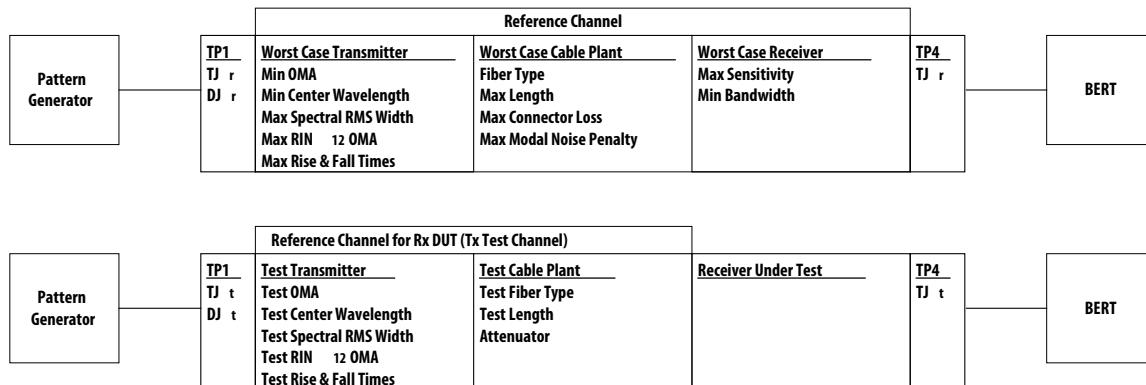 Reference Channel
Pattern
Generator
TP1
TJ r
DJ r
Worst Case Transmitter
Min OMA
Min Center Wavelength
Max Spectral RMS Width
Max RIN 12 OMA
Max Rise & Fall Times
Worst Case Cable Plant
Fiber Type
Max Length
Max Connector Loss
Max Modal Noise Penalty
Worst Case Receiver
Max Sensitivity
Min Bandwidth
TP4
TJ r
BERT
Reference Channel for Rx DUT (Tx Test Channel)
Pattern
Generator
TP1
TJ t
DJ t
Test Transmitter
Test OMA
Test Center Wavelength
Test Spectral RMS Width
Test RIN 12 OMA
Test Rise & Fall Times
Test Cable Plant
Test Fiber Type
Test Length
Attenuator
Receiver Under Test
TP4
TJ t
BERT